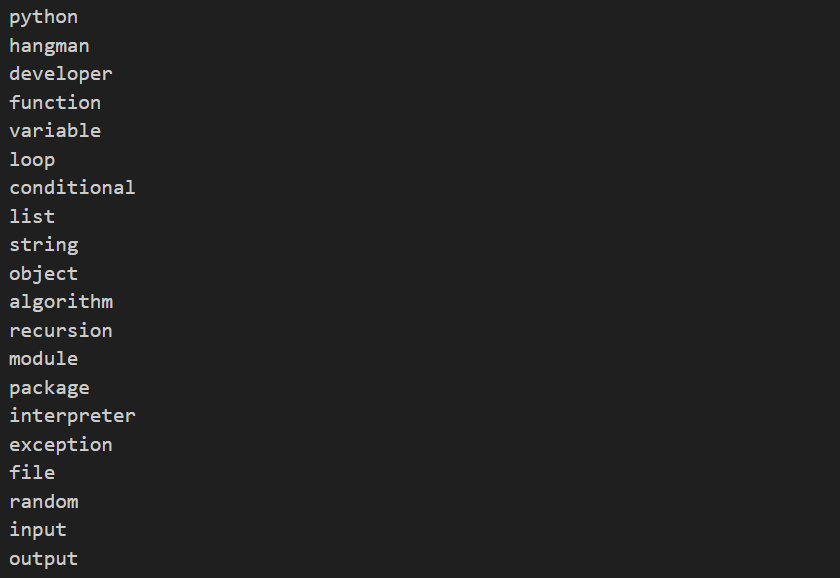 python
hangman
developer
function
variable
loop
conditional
list
string
object
algorithm
recursion
module
package
interpreter
exception
file
random
input
output